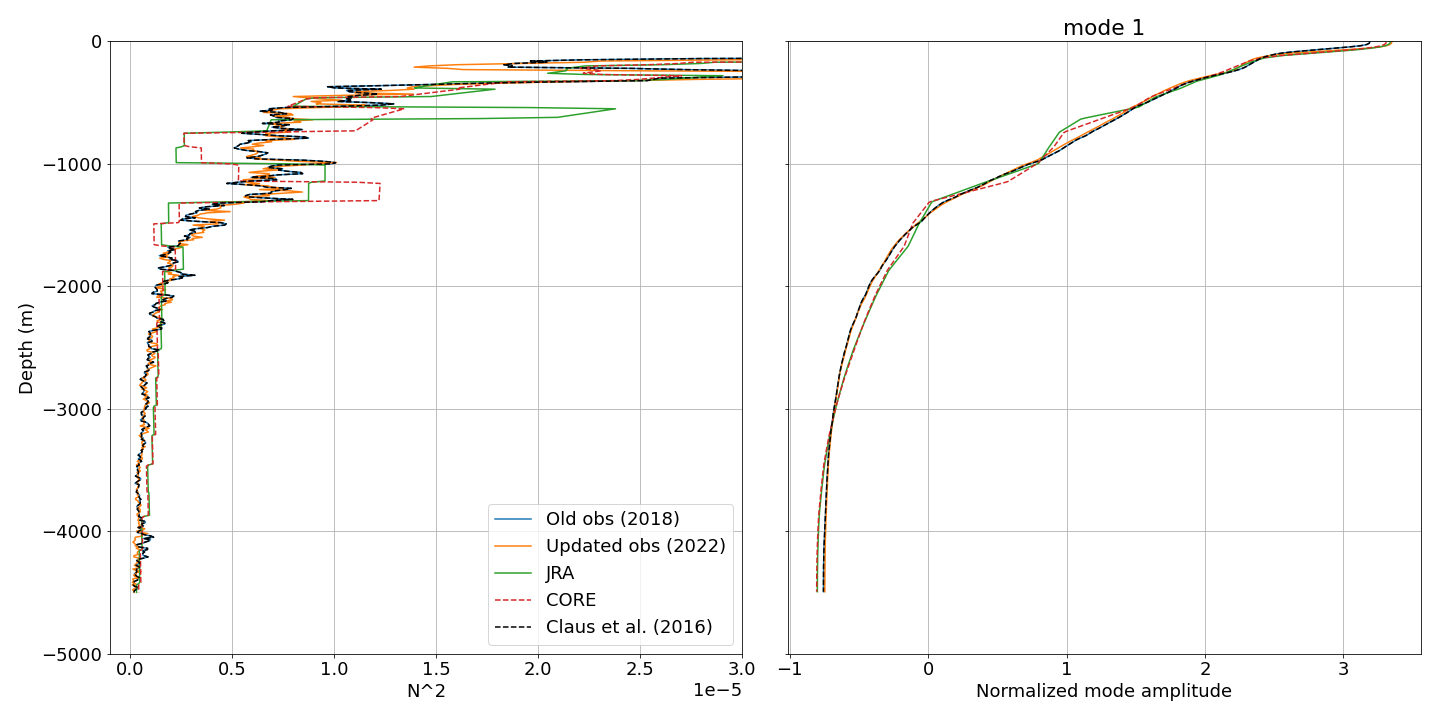 mode 1
0
−1000
−2000
−3000
−4000
−5000
Depth (m)
Old obs (2018)
Updated obs (2022)
JRA
CORE
Claus et al. (2016)
0.0 0.5 1.0 1.5 2.0 2.5 3.0
N^2
1e−5
−1 0 1 2 3
Normalized mode amplitude